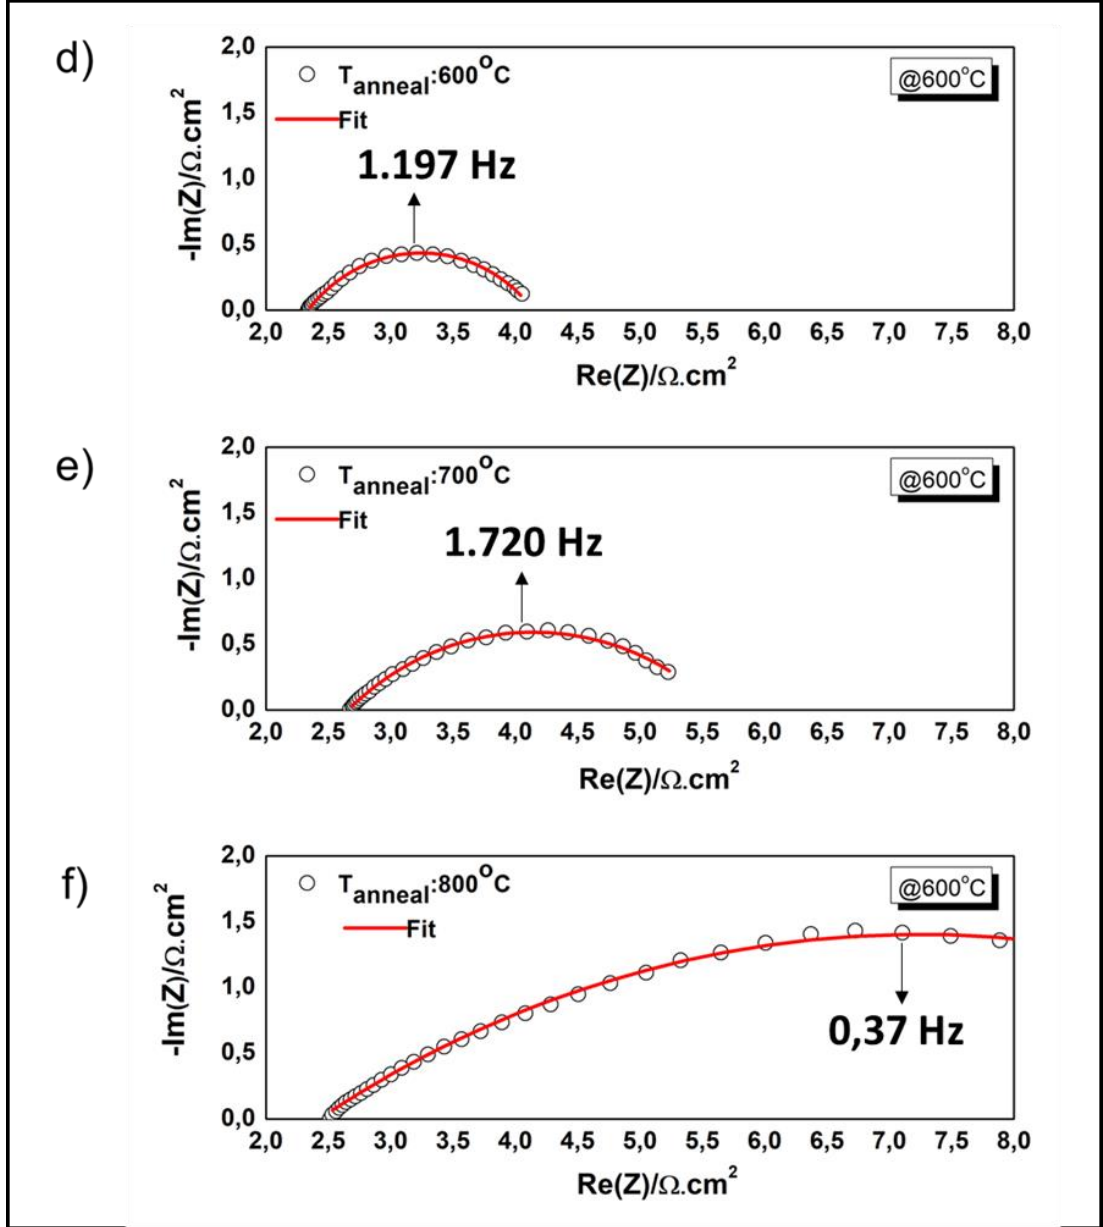 d)
2,0
1,5
1,0
0,5
0,0
-Im(Z)/Ω.cm²
Tanneal:600°C
Fit
@600°C
1.197 Hz
2,0 2,5 3,0 3,5 4,0 4,5 5,0 5,5 6,0 6,5 7,0 7,5 8,0
Re(Z)/Ω.cm²
e)
2,0
1,5
1,0
0,5
0,0
-Im(Z)/Ω.cm²
Tanneal:700°C
Fit
@600°C
1.720 Hz
2,0 2,5 3,0 3,5 4,0 4,5 5,0 5,5 6,0 6,5 7,0 7,5 8,0
Re(Z)/Ω.cm²
f)
2,0
1,5
1,0
0,5
0,0
-Im(Z)/Ω.cm²
Tanneal:800°C
Fit
@600°C
0,37 Hz
2,0 2,5 3,0 3,5 4,0 4,5 5,0 5,5 6,0 6,5 7,0 7,5 8,0
Re(Z)/Ω.cm²